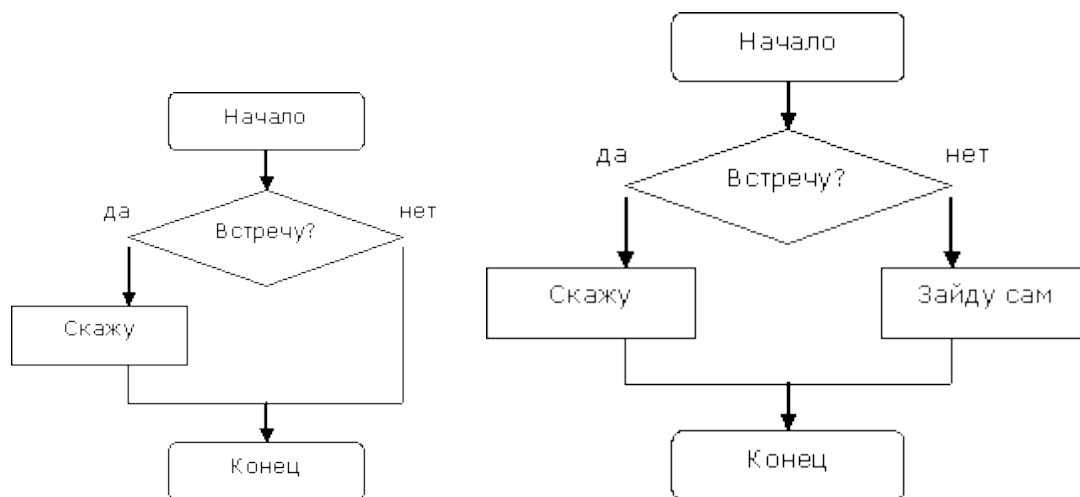 Начало
Встречу?
да
нет
Скажу
Конец
Начало
Встречу?
да
нет
Скажу
Зайду сам
Конец